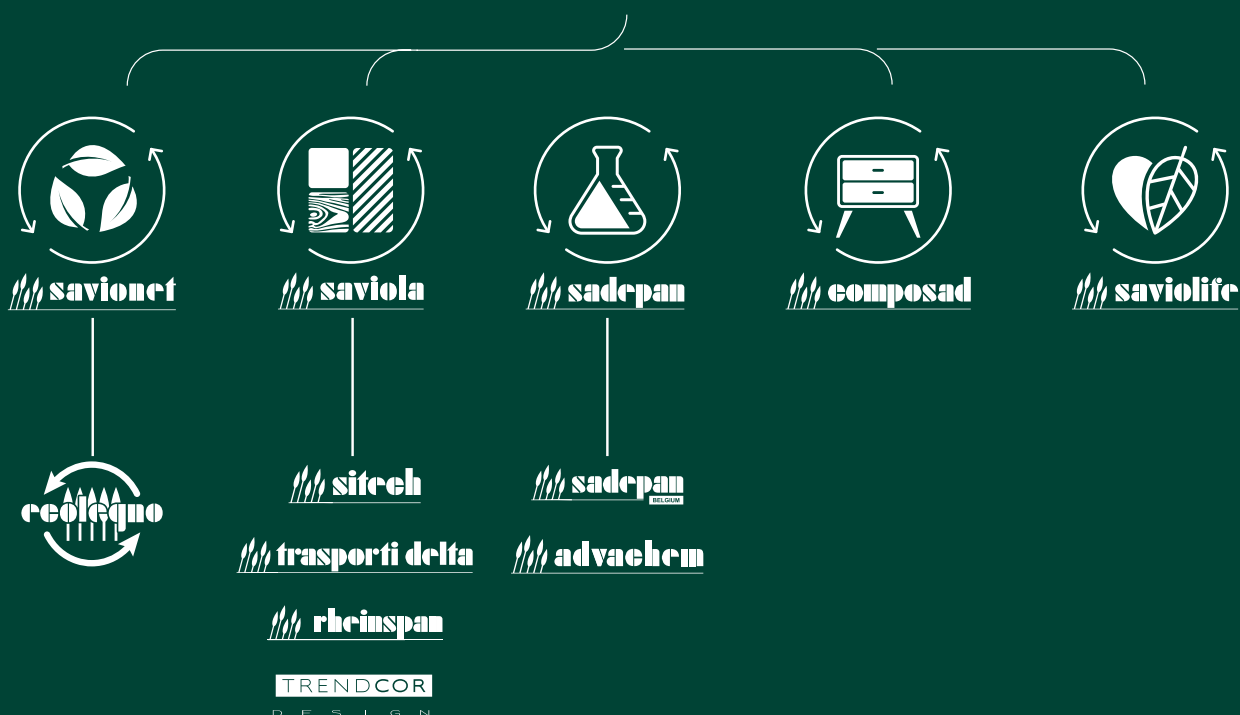 savionet
saviola
sadepan
composad
saviolife
ecolegno
sitech
sadepan
BELGIUM
trasporti delta
advachem
rheinspan
TRENDCOR
DESIGN